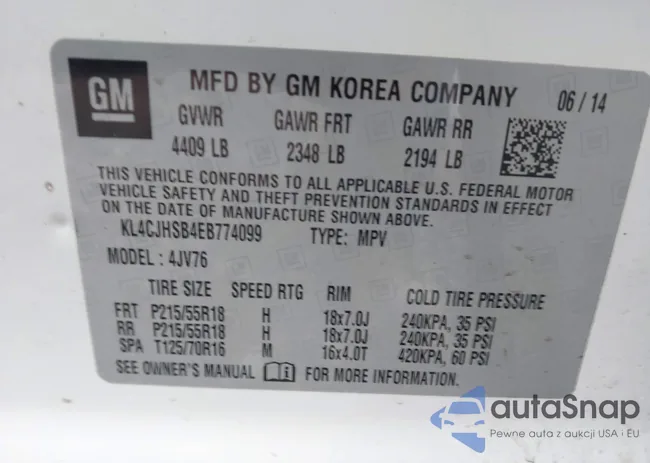 GM
MFD BY GM KOREA COMPANY 06/14
GVWR GAWR FRT GAWR RR
4409 LB 2348 LB 2194 LB
THIS VEHICLE CONFORMS TO ALL APPLICABLE U.S. FEDERAL MOTOR
VEHICLE SAFETY AND THEFT PREVENTION STANDARDS IN EFFECT
ON THE DATE OF MANUFACTURE SHOWN ABOVE.
KL4CJHSB4EB774099 TYPE: MPV
MODEL: 4JV76
TIRE SIZE SPEED RTG RIM COLD TIRE PRESSURE
FRT P215/55R18 H 18x7.0J 240KPA, 35 PSI
RR P215/55R18 H 18x7.0J 240KPA, 35 PSI
SPA T125/70R16 M 16x4.0T 420KPA, 60 PSI
SEE OWNER'S MANUAL FOR MORE INFORMATION.
autaSnap
Pewne auta z aukcji USA · EU